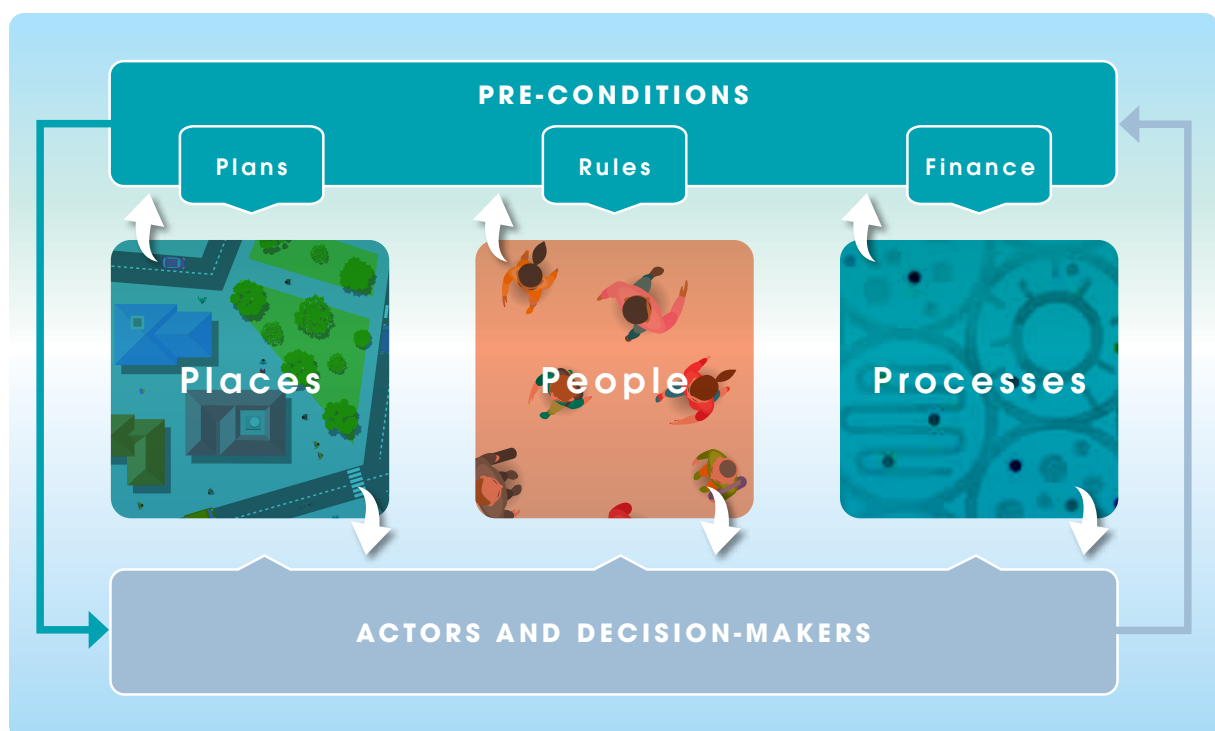 PRE-CONDITIONS
Plans
Rules
Finance
Places
People
Processes
ACTORS AND DECISION-MAKERS